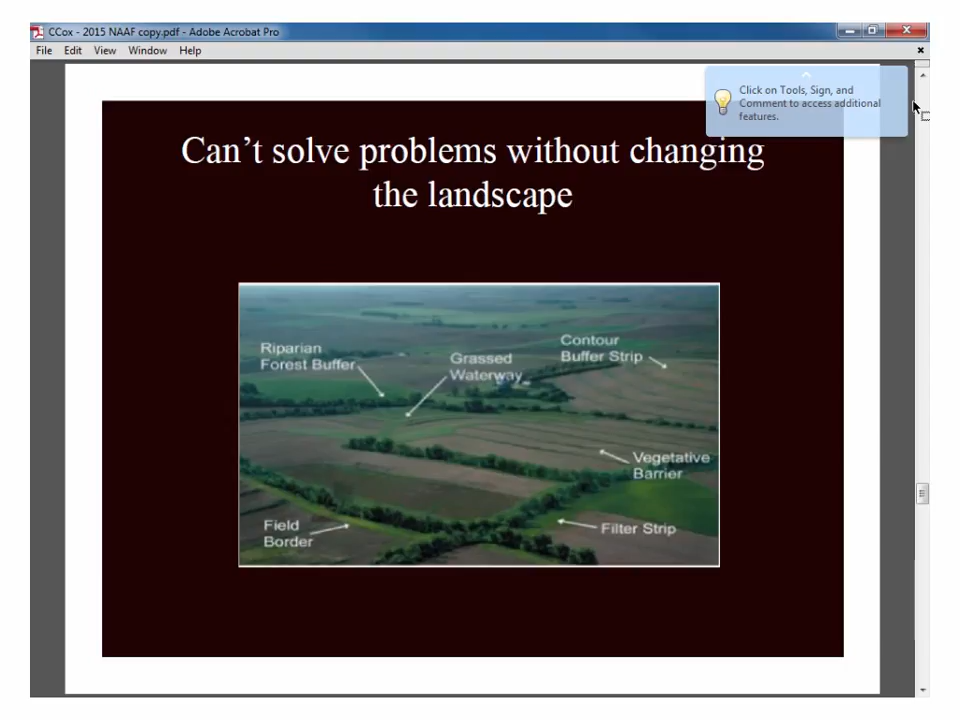 CCox - 2015 NAAF copy.pdf - Adobe Acrobat Pro
File Edit View Window Help
Click on Tools, Sign, and
Comment to access additional
features.
Can't solve problems without changing
the landscape
Riparian
Forest Buffer
Grassed
Waterway
Contour
Buffer Strip
Vegetative
Barrier
Field
Border
Filter Strip